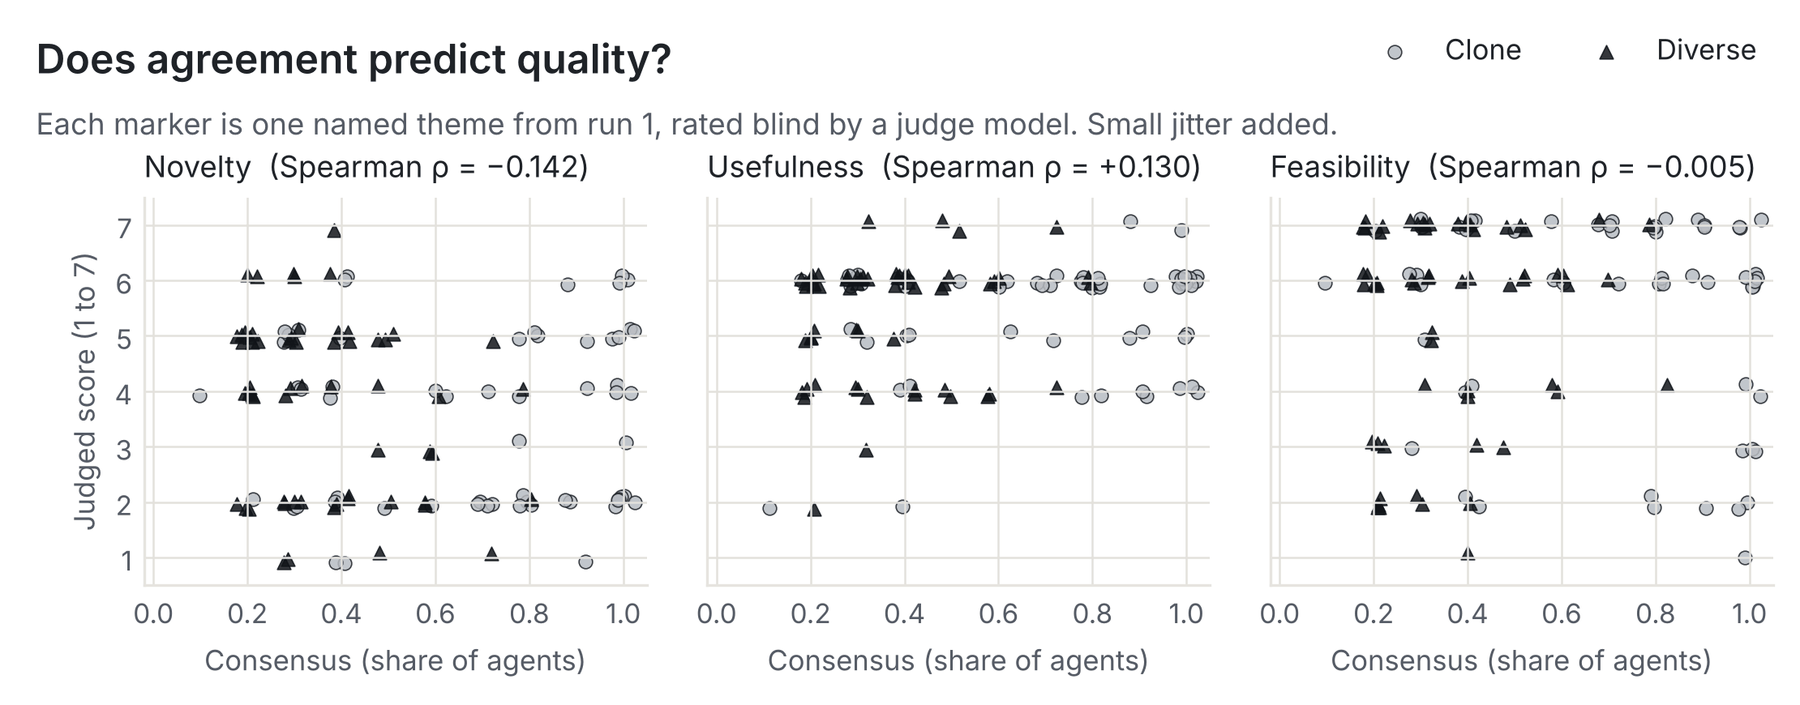 Does agreement predict quality?
Clone
Diverse
Each marker is one named theme from run 1, rated blind by a judge model. Small jitter added.
Novelty (Spearman ρ = −0.142)
Usefulness (Spearman ρ = +0.130)
Feasibility (Spearman ρ = −0.005)
Judged score (1 to 7)
7
6
5
4
3
2
1
0.0 0.2 0.4 0.6 0.8 1.0
0.0 0.2 0.4 0.6 0.8 1.0
0.0 0.2 0.4 0.6 0.8 1.0
Consensus (share of agents)
Consensus (share of agents)
Consensus (share of agents)